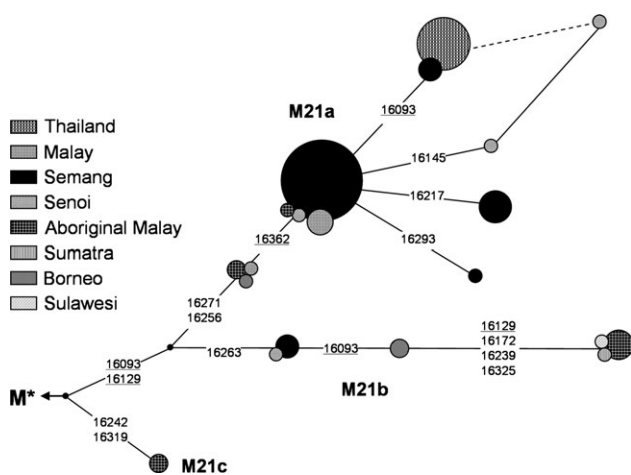 M21a
16093
Thailand
Malay
Semang
Senoi
Aboriginal Malay
Sumatra
Borneo
Sulawesi
16145
16217
16293
16362
16271
16256
16263
16093
16129
16172
16239
16325
M21b
16093
16129
M*
16242
16319
M21c